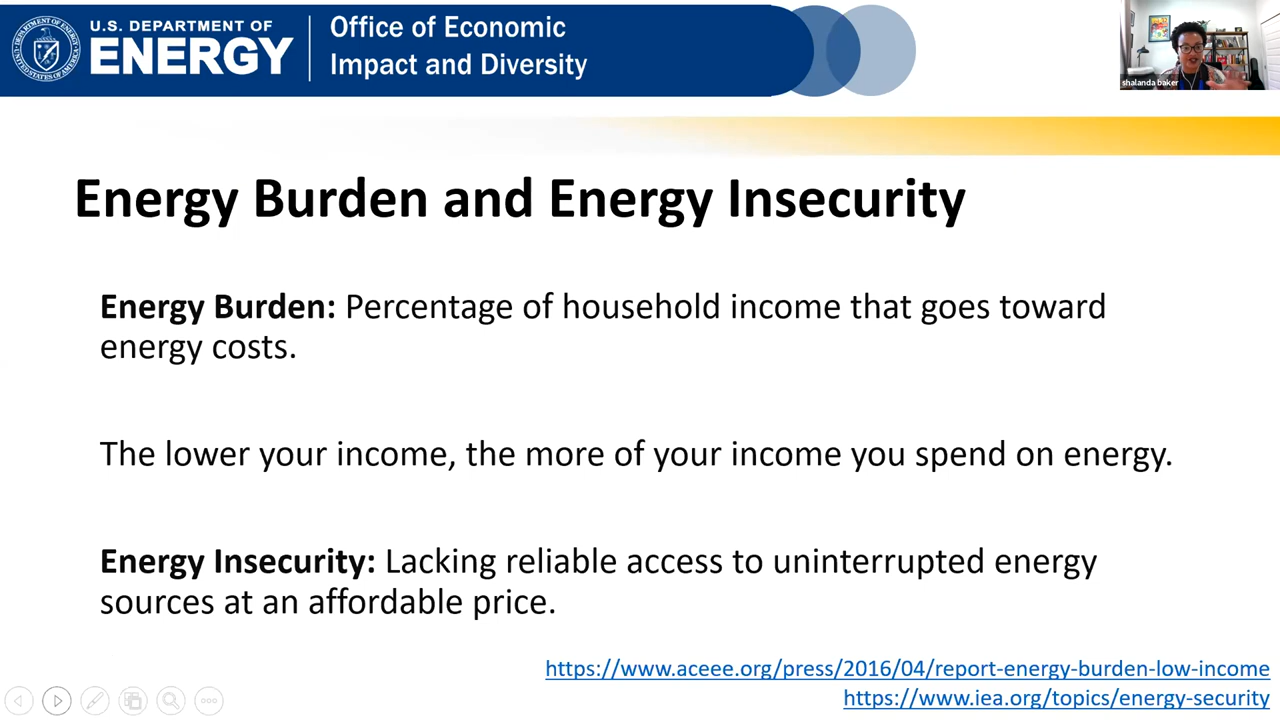 U.S. DEPARTMENT OF
ENERGY
Office of Economic
Impact and Diversity
shalanda baker
Energy Burden and Energy Insecurity
Energy Burden: Percentage of household income that goes toward
energy costs.
The lower your income, the more of your income you spend on energy.
Energy Insecurity: Lacking reliable access to uninterrupted energy
sources at an affordable price.
https://www.aceee.org/press/2016/04/report-energy-burden-low-income
https://www.iea.org/topics/energy-security